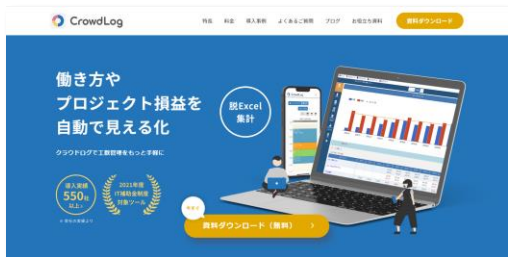 CrowdLog
特長 料金 導入事例 よくあるご質問 ブログ お役立ち資料 資料ダウンロード
働き方や
プロジェクト損益を
自動で見える化
脱Excel
集計
クラウドログで工数管理をもっと手軽に
導入実績
550社
以上※
2021年度
IT補助金制度
対象ツール
今すぐ
資料ダウンロード（無料）